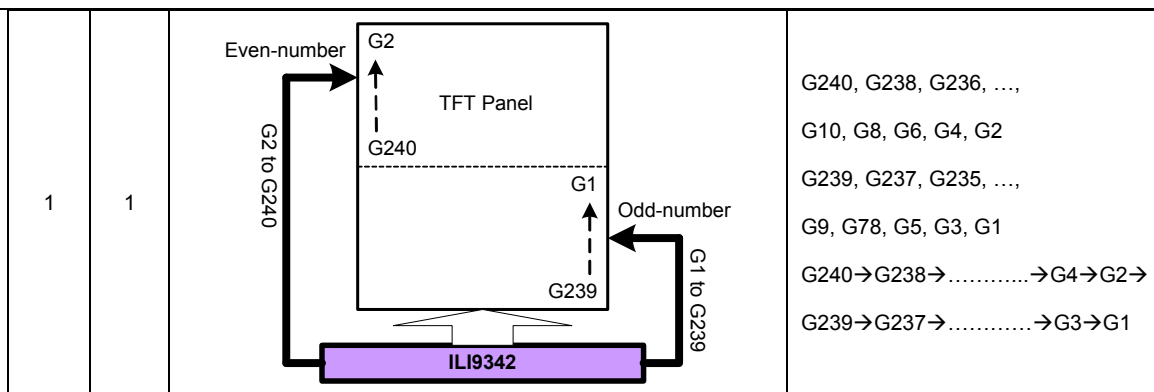 1
1
Even-number
G2 to G240
G2
TFT Panel
G240
G1
Odd-number
G239
G1 to G239
ILI9342
G240, G238, G236, …,
G10, G8, G6, G4, G2
G239, G237, G235, …,
G9, G78, G5, G3, G1
G240→G238→…………...→G4→G2→
G239→G237→…………→G3→G1